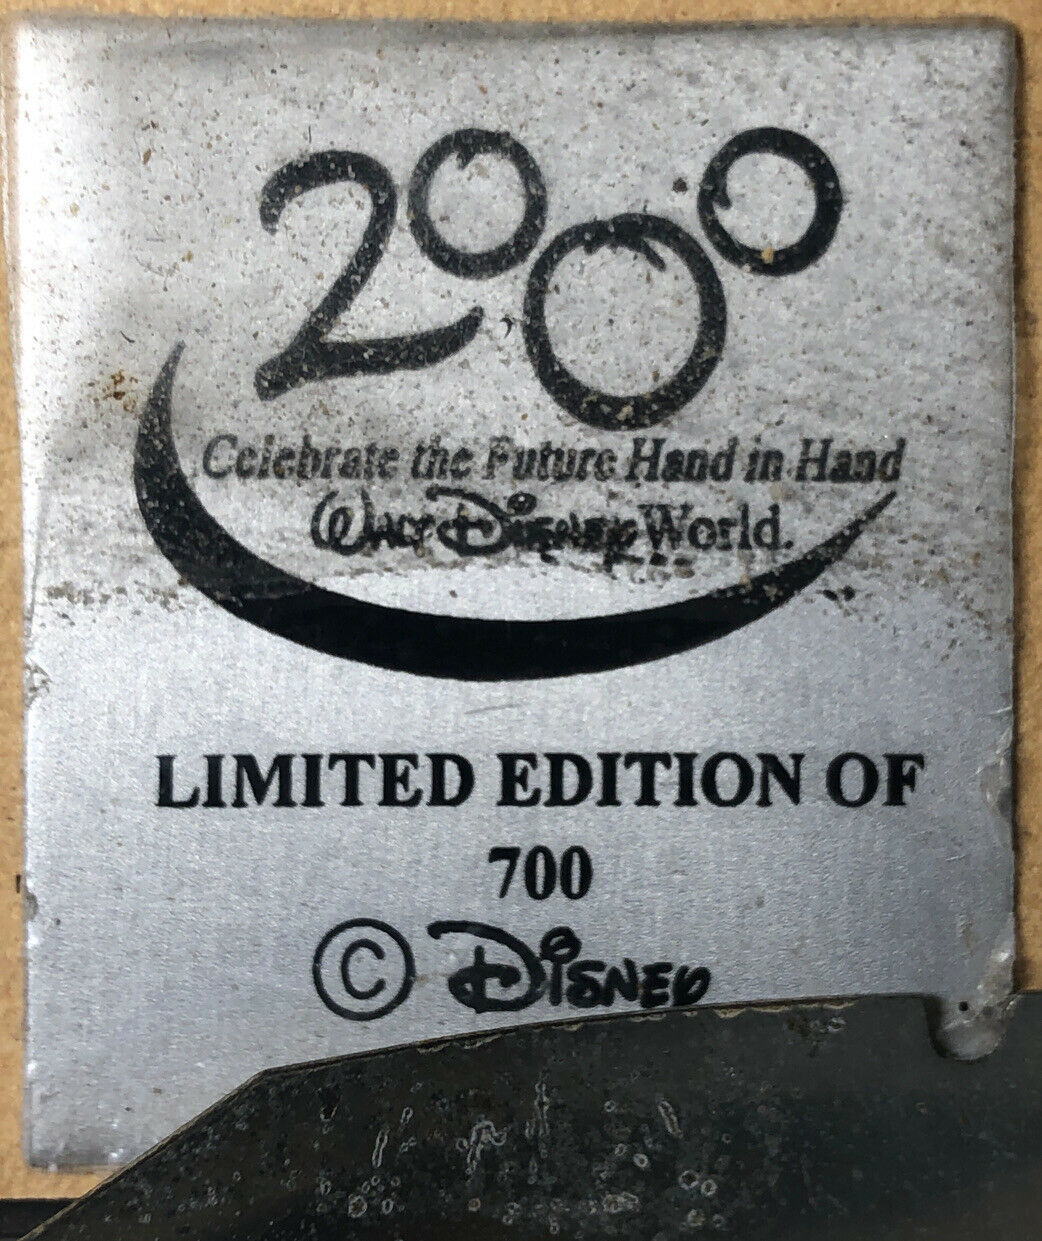 2000
Celebrate the Future Hand in Hand
Walt Disney World.
LIMITED EDITION OF
700
© Disney